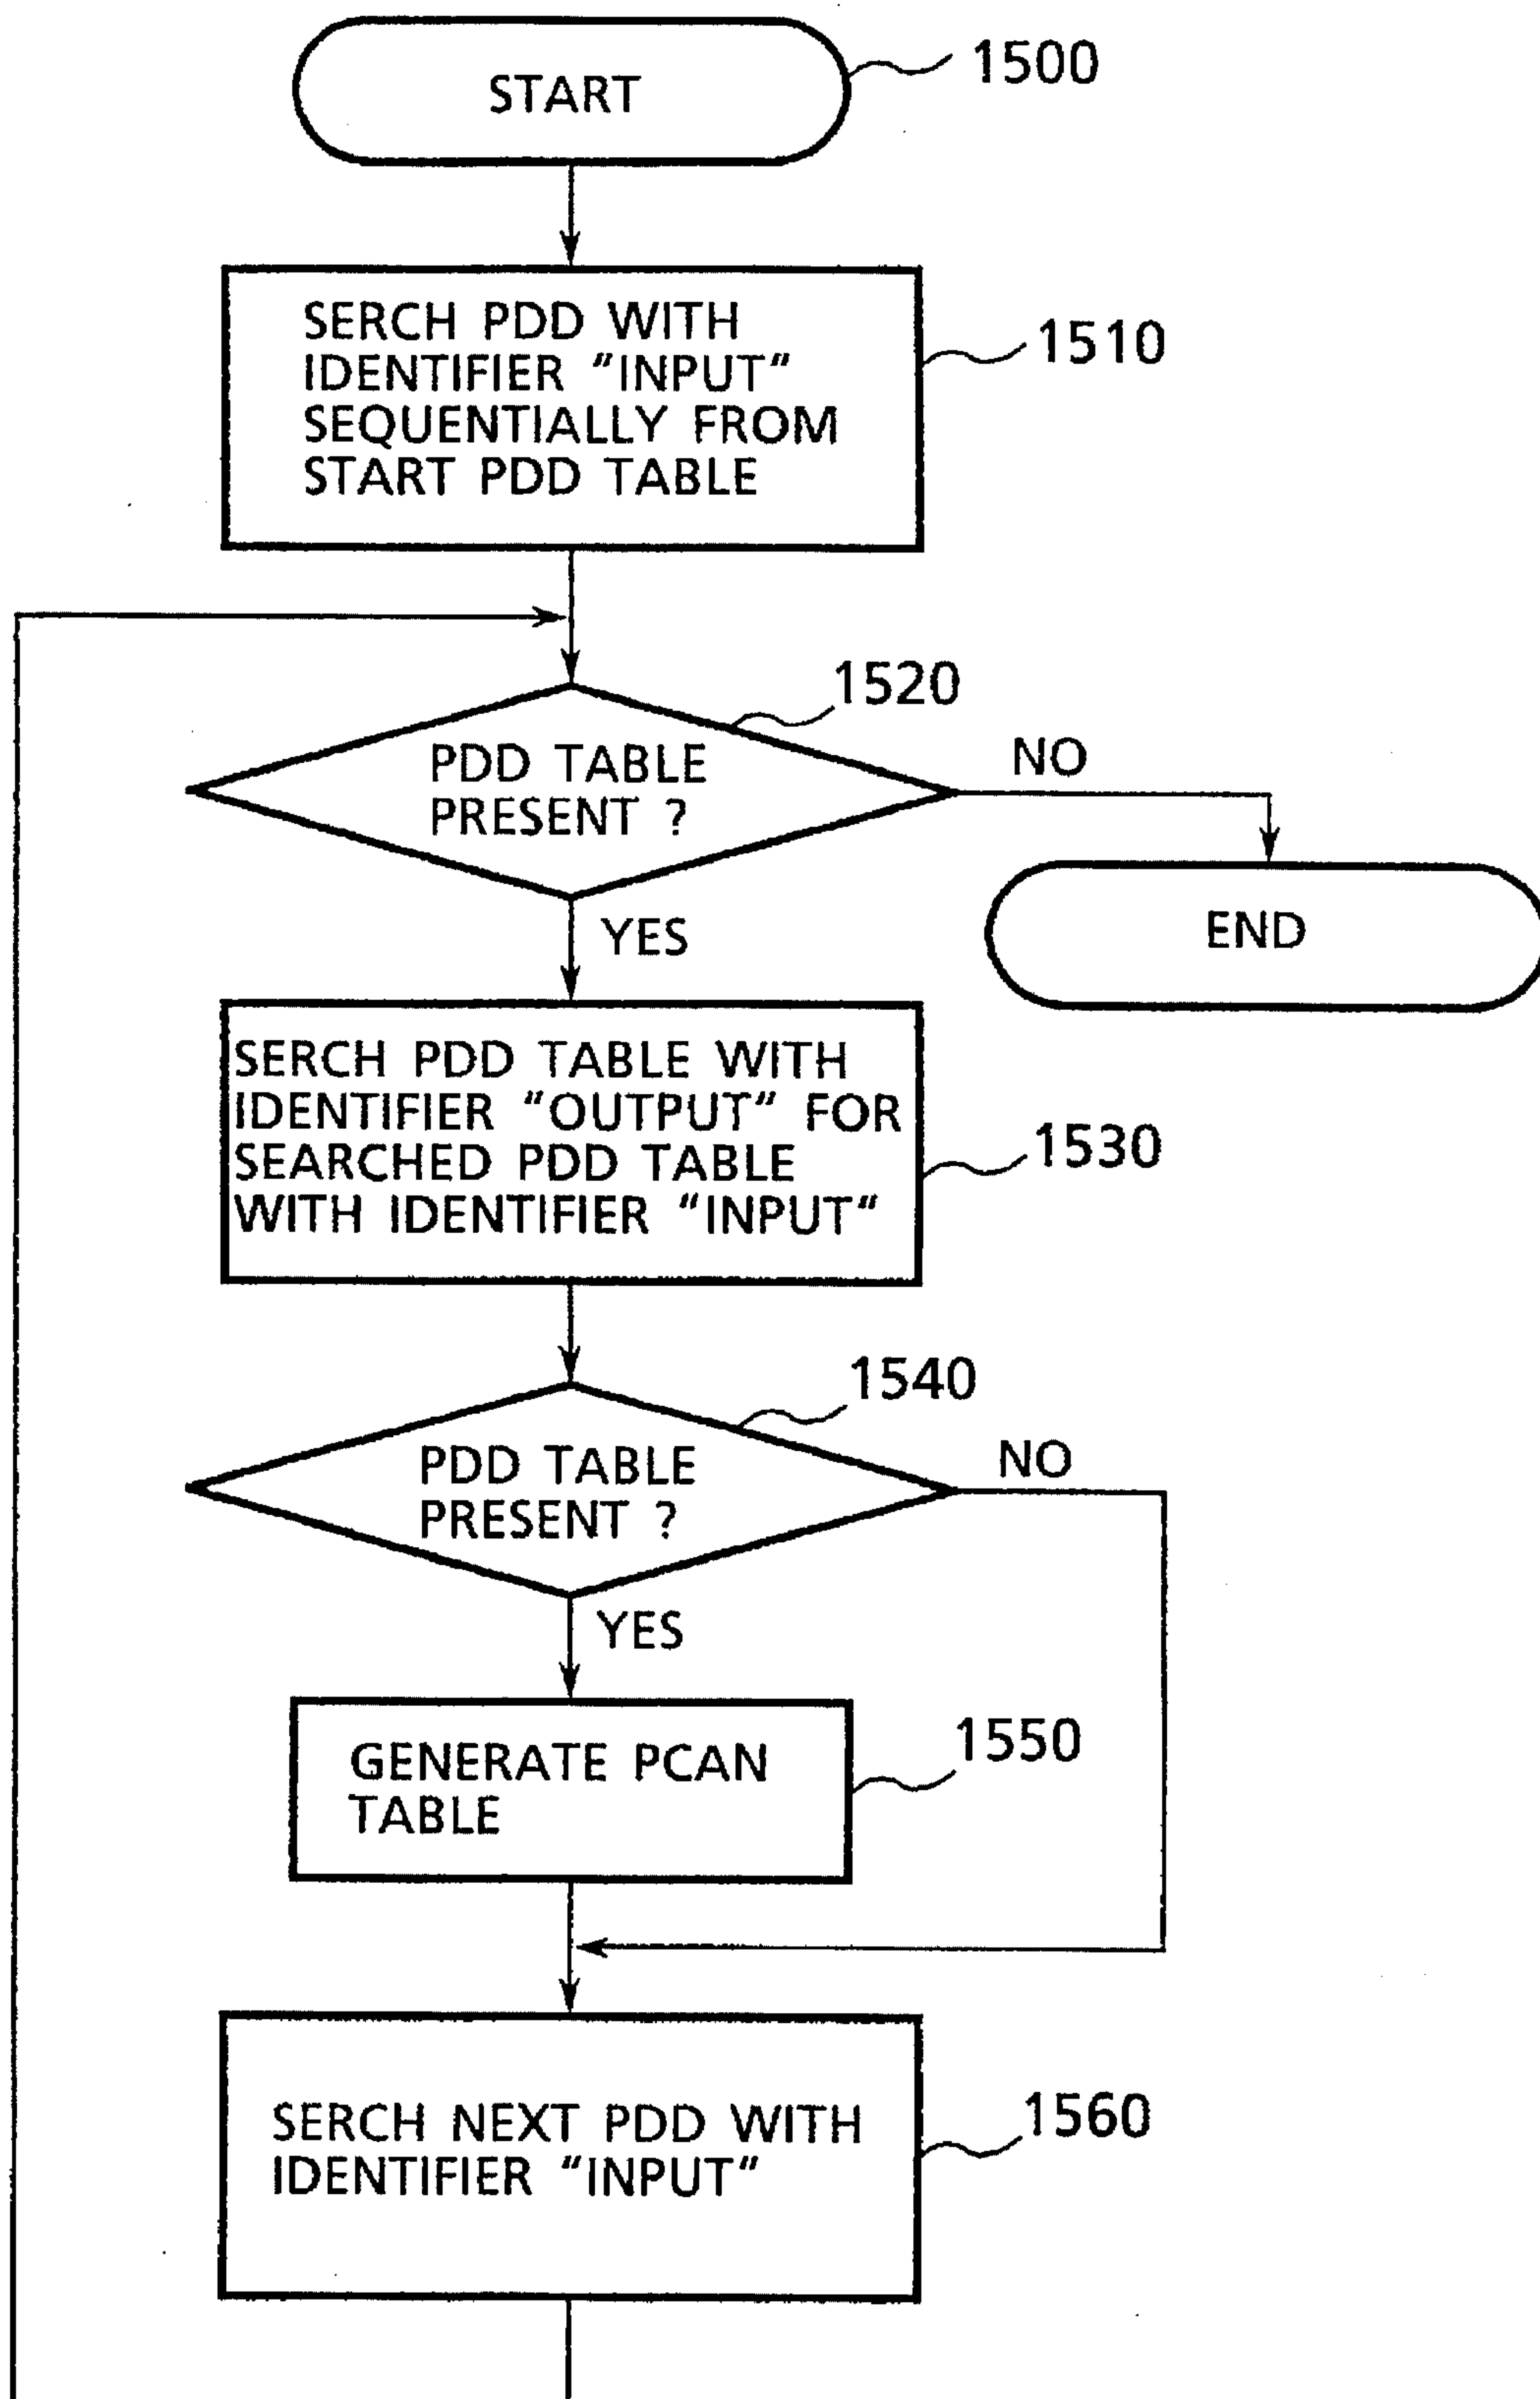 START
1500
SERCH PDD WITH
IDENTIFIER "INPUT"
SEQUENTIALLY FROM
START PDD TABLE
1510
1520
PDD TABLE
PRESENT ?
NO
END
YES
SERCH PDD TABLE WITH
IDENTIFIER "OUTPUT" FOR
SEARCHED PDD TABLE
WITH IDENTIFIER "INPUT"
1530
1540
PDD TABLE
PRESENT ?
NO
YES
GENERATE PCAN
TABLE
1550
SERCH NEXT PDD WITH
IDENTIFIER "INPUT"
1560